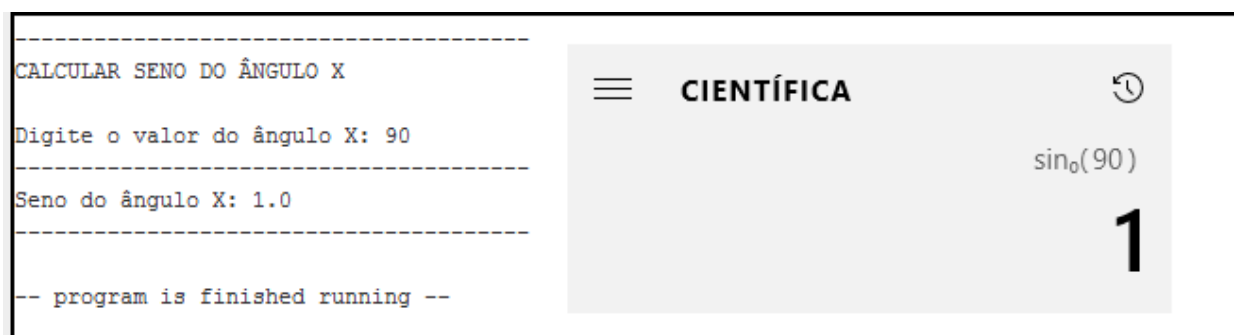 ---------------------------------------
CALCULAR SENO DO ÂNGULO X
Digite o valor do ângulo X: 90
---------------------------------------
Seno do ângulo X: 1.0
---------------------------------------
-- program is finished running --
CIENTÍFICA
sin₀(90)
1